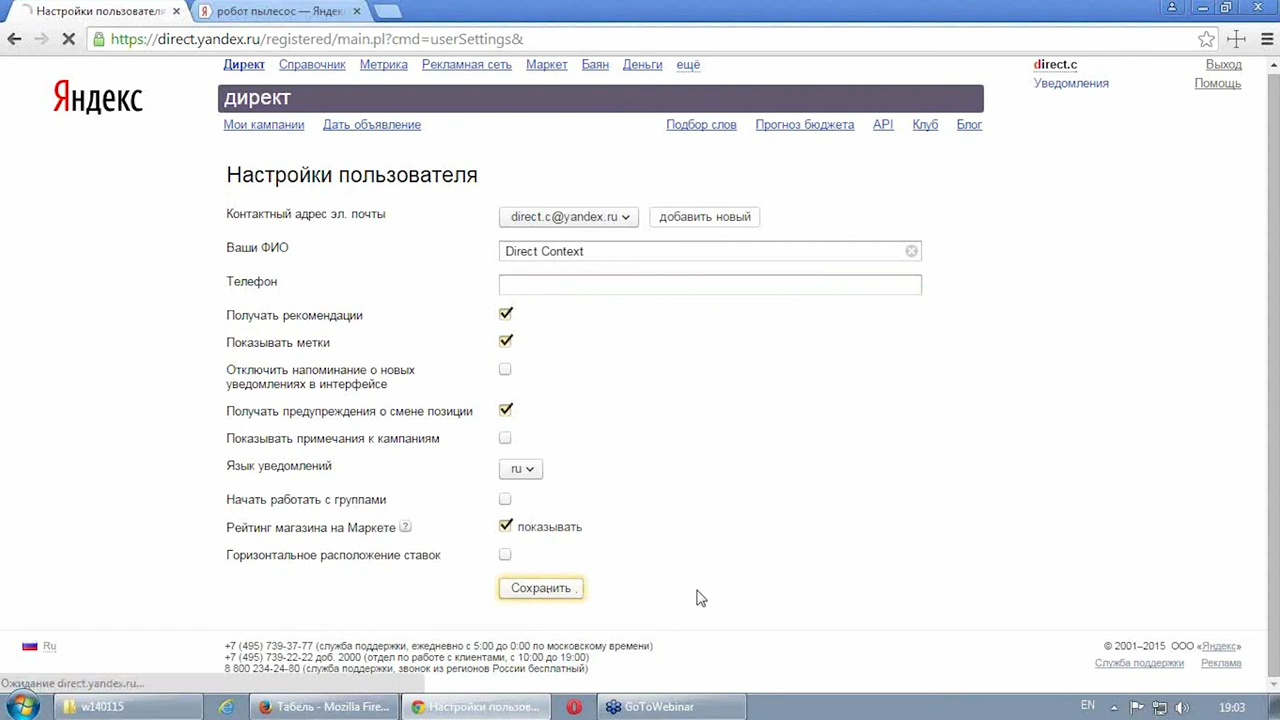 Настройки пользователя
робот пылесос — Яндекс
https://direct.yandex.ru/registered/main.pl?cmd=userSettings&
Директ Справочник Метрика Рекламная сеть Маркет Баян Деньги ещё
direct.c Выход
Уведомления Помощь
Яндекс
директ
Мои кампании Дать объявление Подбор слов Прогноз бюджета API Клуб Блог
Настройки пользователя
Контактный адрес эл. почты direct.c@yandex.ru добавить новый
Ваши ФИО Direct Context
Телефон
Получать рекомендации
Показывать метки
Отключить напоминание о новых
уведомлениях в интерфейсе
Получать предупреждения о смене позиции
Показывать примечания к кампаниям
Язык уведомлений ru
Начать работать с группами
Рейтинг магазина на Маркете ? показывать
Горизонтальное расположение ставок
Сохранить
Ru
+7 (495) 739-37-77 (служба поддержки, ежедневно с 5:00 до 0:00 по московскому времени)
+7 (495) 739-22-22 доб. 2000 (отдел по работе с клиентами, с 10:00 до 19:00)
8 800 234-24-80 (служба поддержки, звонок из регионов России бесплатный)
© 2001–2015 ООО «Яндекс»
Служба поддержки Реклама
Ожидание direct.yandex.ru...
w140115
Табель - Mozilla Fire...
Настройки пользов...
GoToWebinar
EN 19:03